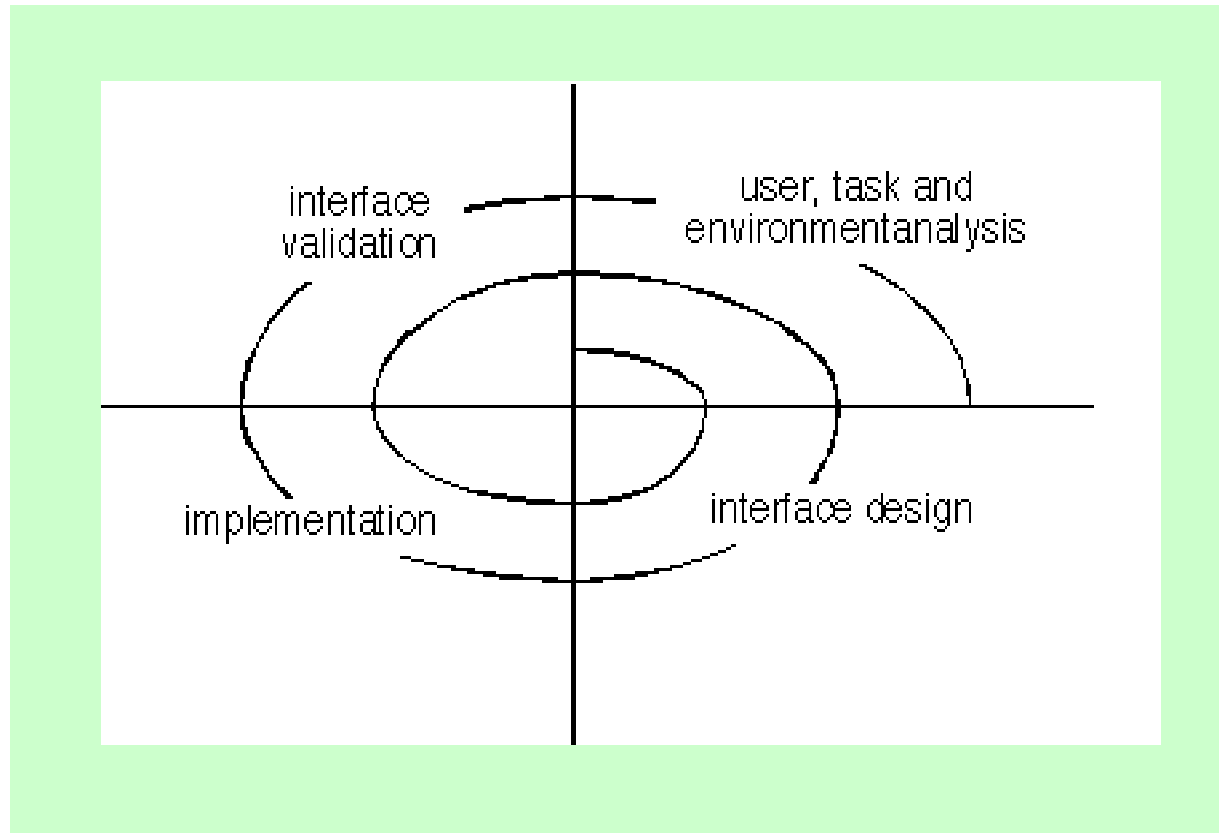 interface
validation
user, task and
environmentanalysis
implementation
interface design